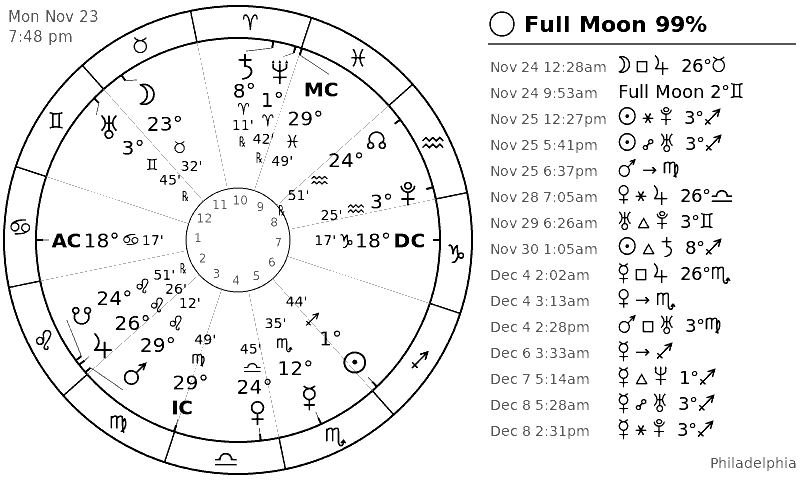 Mon Nov 23
7:48 pm
Full Moon 99%
Nov 24 12:28am ☽ □ ♃ 26°♉
Nov 24 9:53am Full Moon 2°♊
Nov 25 12:27pm ☉ ⚹ ♇ 3°♐
Nov 25 5:41pm ☉ ☍ ♅ 3°♐
Nov 25 6:37pm ♂ → ♍
Nov 28 7:05am ♀ ⚹ ♃ 26°♎
Nov 29 6:26am ♅ △ ♇ 3°♊
Nov 30 1:05am ☉ △ ♄ 8°♐
Dec 4 2:02am ☿ □ ♃ 26°♏
Dec 4 3:13am ♀ → ♏
Dec 4 2:28pm ♂ □ ♅ 3°♍
Dec 6 3:33am ☿ → ♐
Dec 7 5:14am ☿ △ ♆ 1°♐
Dec 8 5:28am ☿ ☍ ♅ 3°♐
Dec 8 2:31pm ☿ ⚹ ♇ 3°♐
Philadelphia
♈
♉
♊
♋
♌
♍
♎
♏
♐
♑
♒
♓
♄ 8° ♈ 11' ℞
♆ 1° ♈ 42' ℞
MC 29° ♓ 49'
☊ 24° ♒ 51' ℞
♇ 3° ♒ 25'
DC 18° ♑ 17'
☉ 1° ♐ 44'
☿ 12° ♏ 35'
♀ 24° ♎ 45'
IC 29° ♍ 49'
♂ 29° ♌ 12'
♃ 26° ♌ 26'
☋ 24° ♌ 51' ℞
AC 18° ♋ 17'
♅ 3° ♊ 45' ℞
☽ 23° ♉ 32'
1
2
3
4
5
6
7
8
9
10
11
12